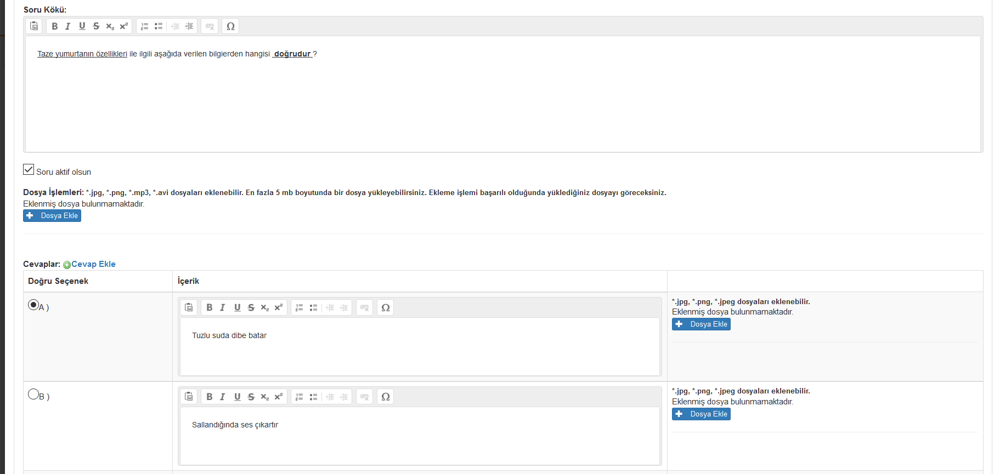 Soru Kökü:
Taze yumurtanın özellikleri ile ilgili aşağıda verilen bilgierden hangisi  doğrudur ?
Soru aktif olsun
Dosya İşlemleri: *.jpg, *.png, *.mp3, *.avi dosyaları eklenebilir. En fazla 5 mb boyutunda bir dosya yükleyebilirsiniz. Ekleme işlemi başarılı olduğunda yüklediğiniz dosyayı göreceksiniz.
Eklenmiş dosya bulunmamaktadır.
Dosya Ekle
Cevaplar: Cevap Ekle
Doğru Seçenek İçerik
A )
Tuzlu suda dibe batar
*.jpg, *.png, *.jpeg dosyaları eklenebilir.
Eklenmiş dosya bulunmamaktadır.
Dosya Ekle
B )
Sallandığında ses çıkartır
*.jpg, *.png, *.jpeg dosyaları eklenebilir.
Eklenmiş dosya bulunmamaktadır.
Dosya Ekle